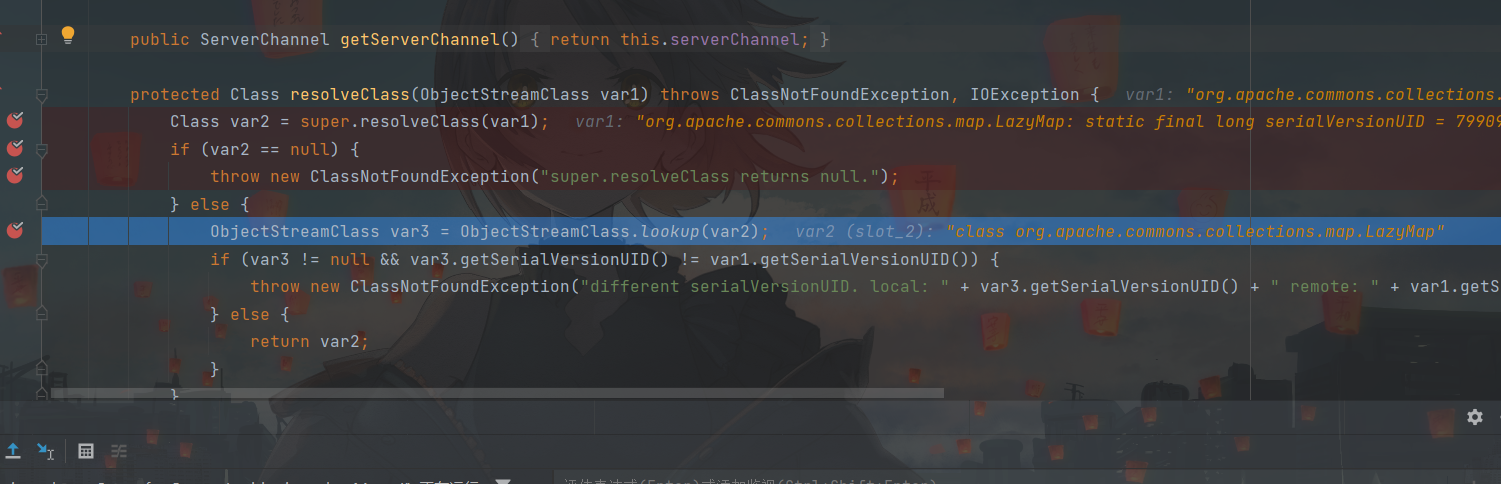 public ServerChannel getServerChannel() { return this.serverChannel; }
protected Class resolveClass(ObjectStreamClass var1) throws ClassNotFoundException, IOException { var1: "org.apache.commons.collections.
Class var2 = super.resolveClass(var1); var1: "org.apache.commons.collections.map.LazyMap: static final long serialVersionUID = 79909
if (var2 == null) {
throw new ClassNotFoundException("super.resolveClass returns null.");
} else {
ObjectStreamClass var3 = ObjectStreamClass.lookup(var2); var2 (slot_2): "class org.apache.commons.collections.map.LazyMap"
if (var3 != null && var3.getSerialVersionUID() != var1.getSerialVersionUID()) {
throw new ClassNotFoundException("different serialVersionUID. local: " + var3.getSerialVersionUID() + " remote: " + var1.getS
} else {
return var2;
}
}
平成